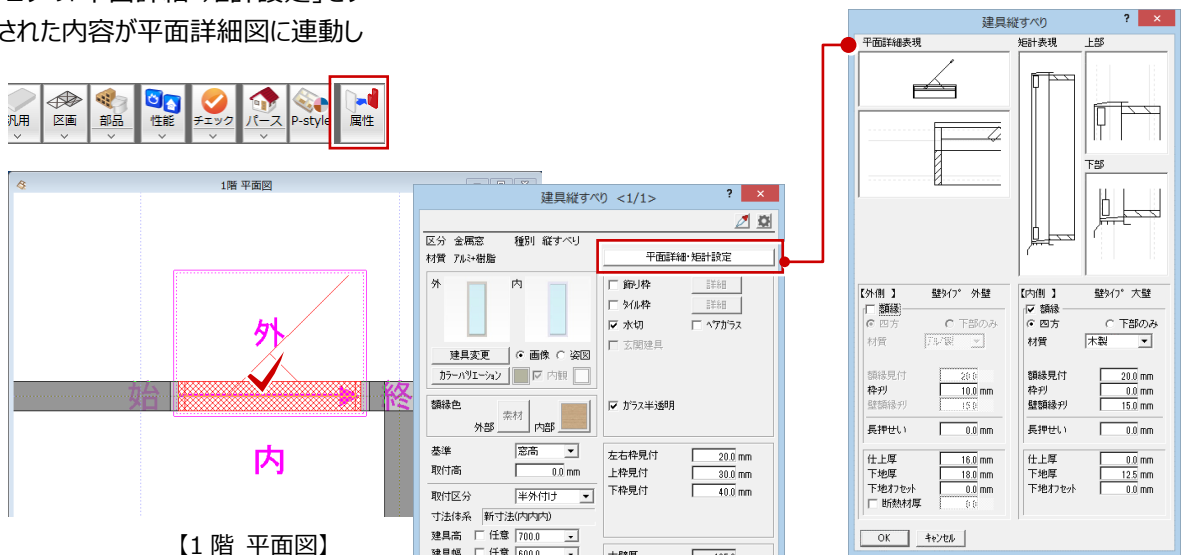 された内容が平面詳細図に連動し
汎用 区画 部品 性能 チェック パース P-style 属性
1階 平面図
外
始 終
内
【1 階 平面図】
建具縦すべり <1/1> ? ×
区分 金属窓 種別 縦すべり
材質 アルミ+樹脂
平面詳細・矩計設定
外 内
建具変更 画像 姿図
カラーバリエーション 内観
飾り枠 詳細
タイル枠 詳細
水切 ペアガラス
玄関建具
額縁色
外部 素材 内部
ガラス半透明
基準 窓高
取付高 0.0 mm
取付区分 半外付け
寸法体系 新寸法(内内内)
建具高 任意 700.0
建具幅 任意 600.0
左右枠見付 20.0 mm
上枠見付 30.0 mm
下枠見付 40.0 mm
建具縦すべり ? ×
平面詳細表現 矩計表現 上部
下部
【外側 】 壁タイプ 外壁
額縁
四方 下部のみ
材質 アルミ製
額縁見付 20.0
枠チリ 10.0 mm
壁額縁チリ 15.0
長押せい 0.0 mm
仕上厚 16.0 mm
下地厚 18.0 mm
下地オフセット 0.0 mm
断熱材厚 0.0
【内側 】 壁タイプ 大壁
額縁
四方 下部のみ
材質 木製
額縁見付 20.0 mm
枠チリ 0.0 mm
壁額縁チリ 15.0 mm
長押せい 0.0 mm
仕上厚 0.0 mm
下地厚 12.5 mm
下地オフセット 0.0 mm
OK キャンセル